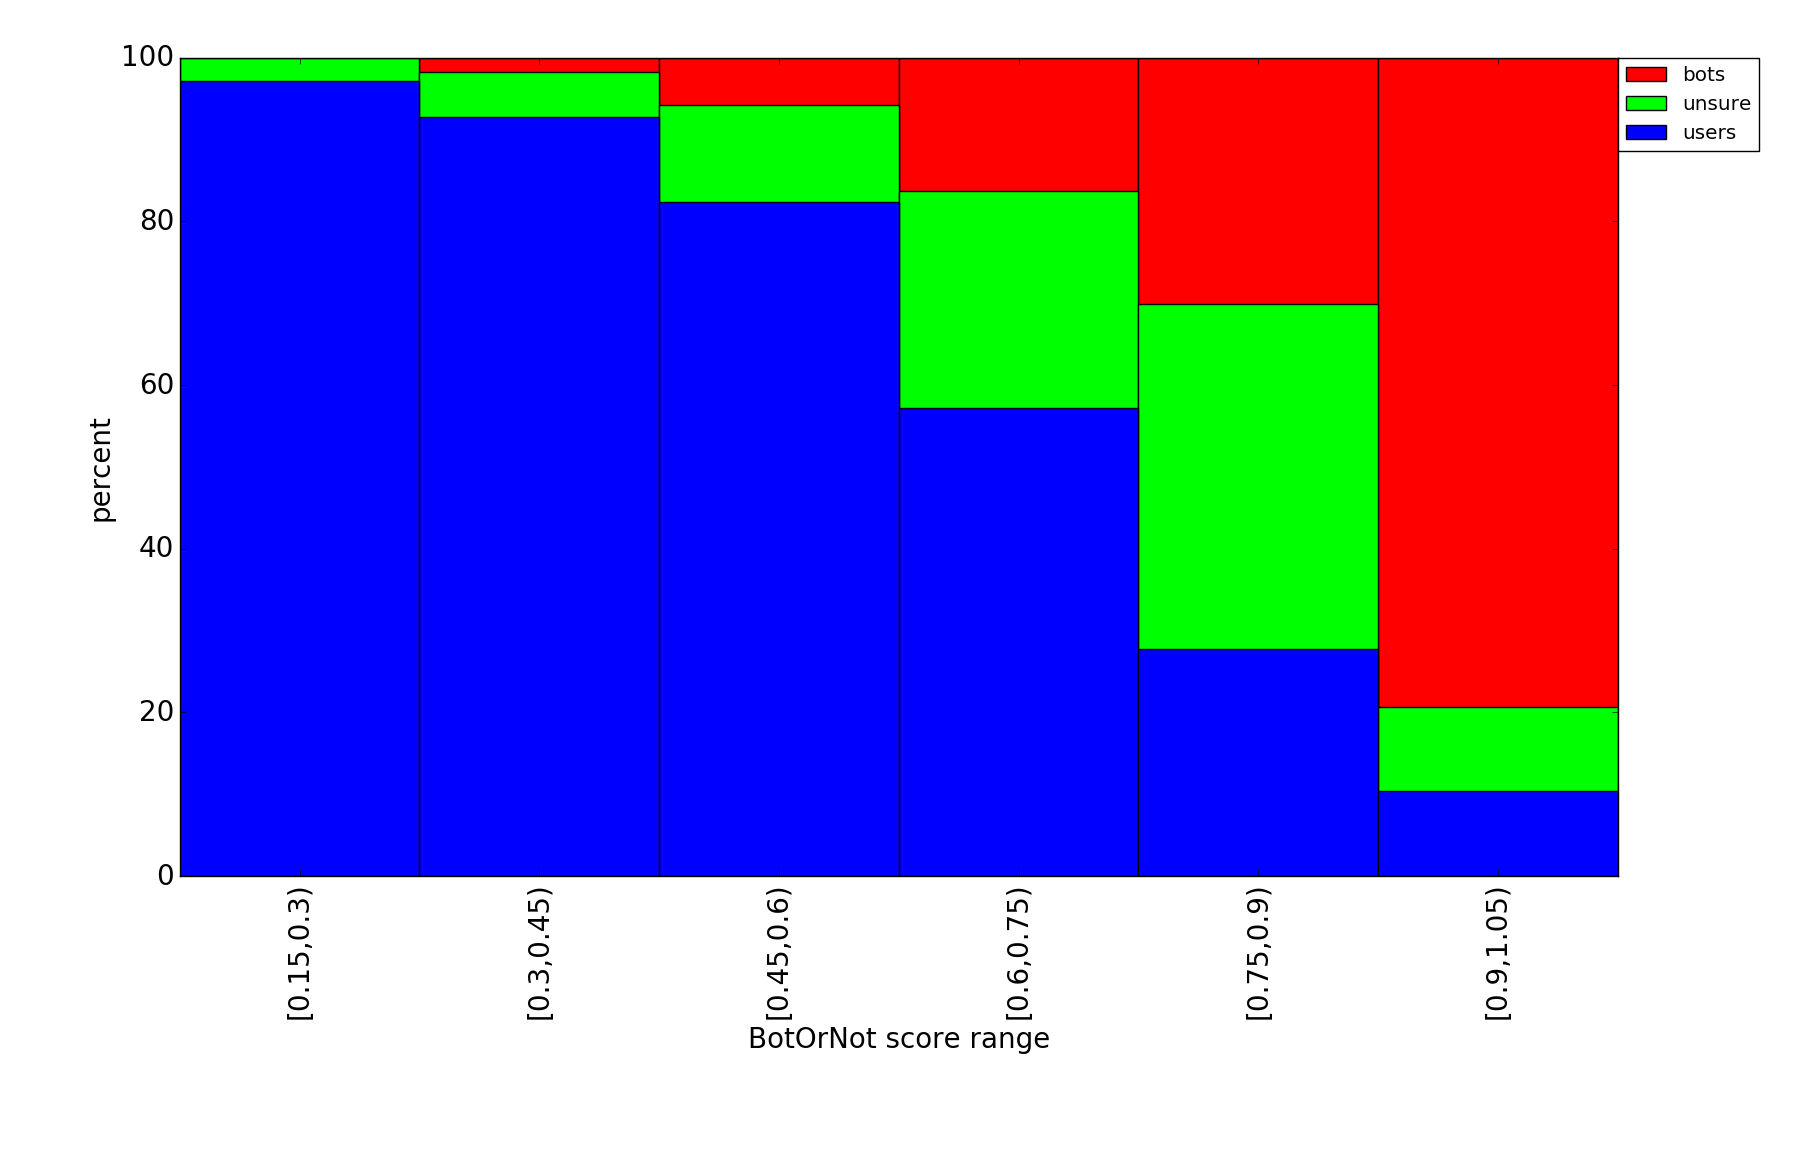 100
80
60
40
20
0
percent
[0.15,0.3)
[0.3,0.45)
[0.45,0.6)
[0.6,0.75)
[0.75,0.9)
[0.9,1.05)
BotOrNot score range
bots
unsure
users